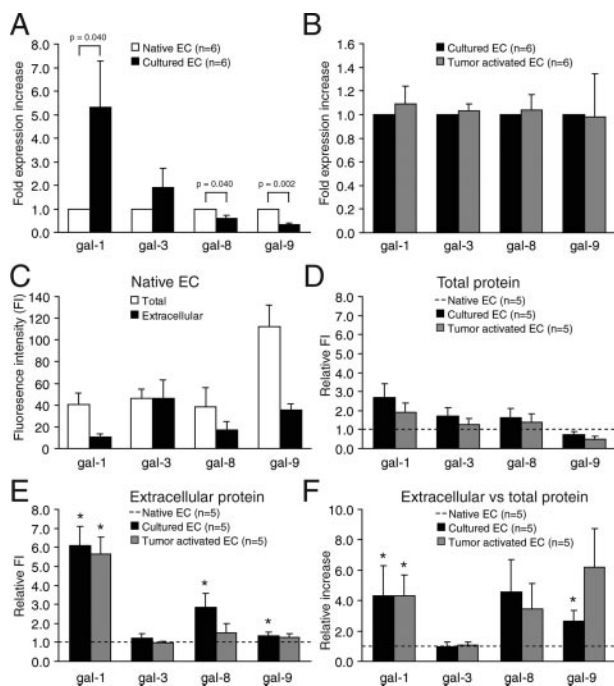 A
B
p = 0.040
Native EC (n=6)
Cultured EC (n=6)
Fold expression increase
8.0
7.0
6.0
5.0
4.0
3.0
2.0
1.0
0.0
p = 0.040
p = 0.002
gal-1 gal-3 gal-8 gal-9
Cultured EC (n=6)
Tumor activated EC (n=6)
Fold expression increase
1.6
1.4
1.2
1.0
0.8
0.6
0.4
0.2
0.0
gal-1 gal-3 gal-8 gal-9
C
Native EC
Total
Extracellular
Fluoresence intensity (FI)
140
120
100
80
60
40
20
0
gal-1 gal-3 gal-8 gal-9
D
Total protein
Native EC (n=5)
Cultured EC (n=5)
Tumor activated EC (n=5)
Relative FI
8.0
7.0
6.0
5.0
4.0
3.0
2.0
1.0
0.0
gal-1 gal-3 gal-8 gal-9
E
Extracellular protein
Native EC (n=5)
Cultured EC (n=5)
Tumor activated EC (n=5)
Relative FI
8.0
7.0
6.0
5.0
4.0
3.0
2.0
1.0
0.0
* * * *
gal-1 gal-3 gal-8 gal-9
F
Extracellular vs total protein
Native EC (n=5)
Cultured EC (n=5)
Tumor activated EC (n=5)
Relative increase
10.0
8.0
6.0
4.0
2.0
0.0
* * *
gal-1 gal-3 gal-8 gal-9